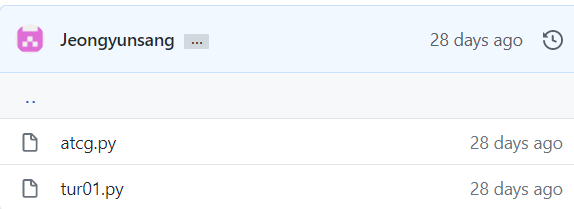 Jeongyunsang ... 28 days ago
..
atcg.py 28 days ago
tur01.py 28 days ago